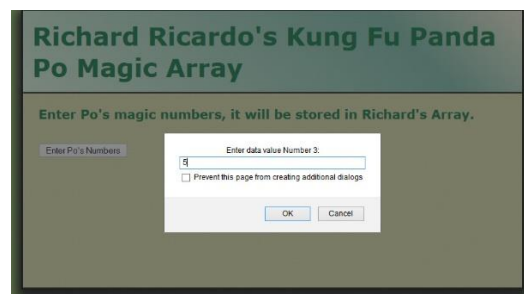 Richard Ricardo's Kung Fu Panda
Po Magic Array
Enter Po's magic numbers, it will be stored in Richard's Array.
Enter Po's Numbers
Enter data value Number 3:
5
Prevent this page from creating additional dialogs
OK Cancel